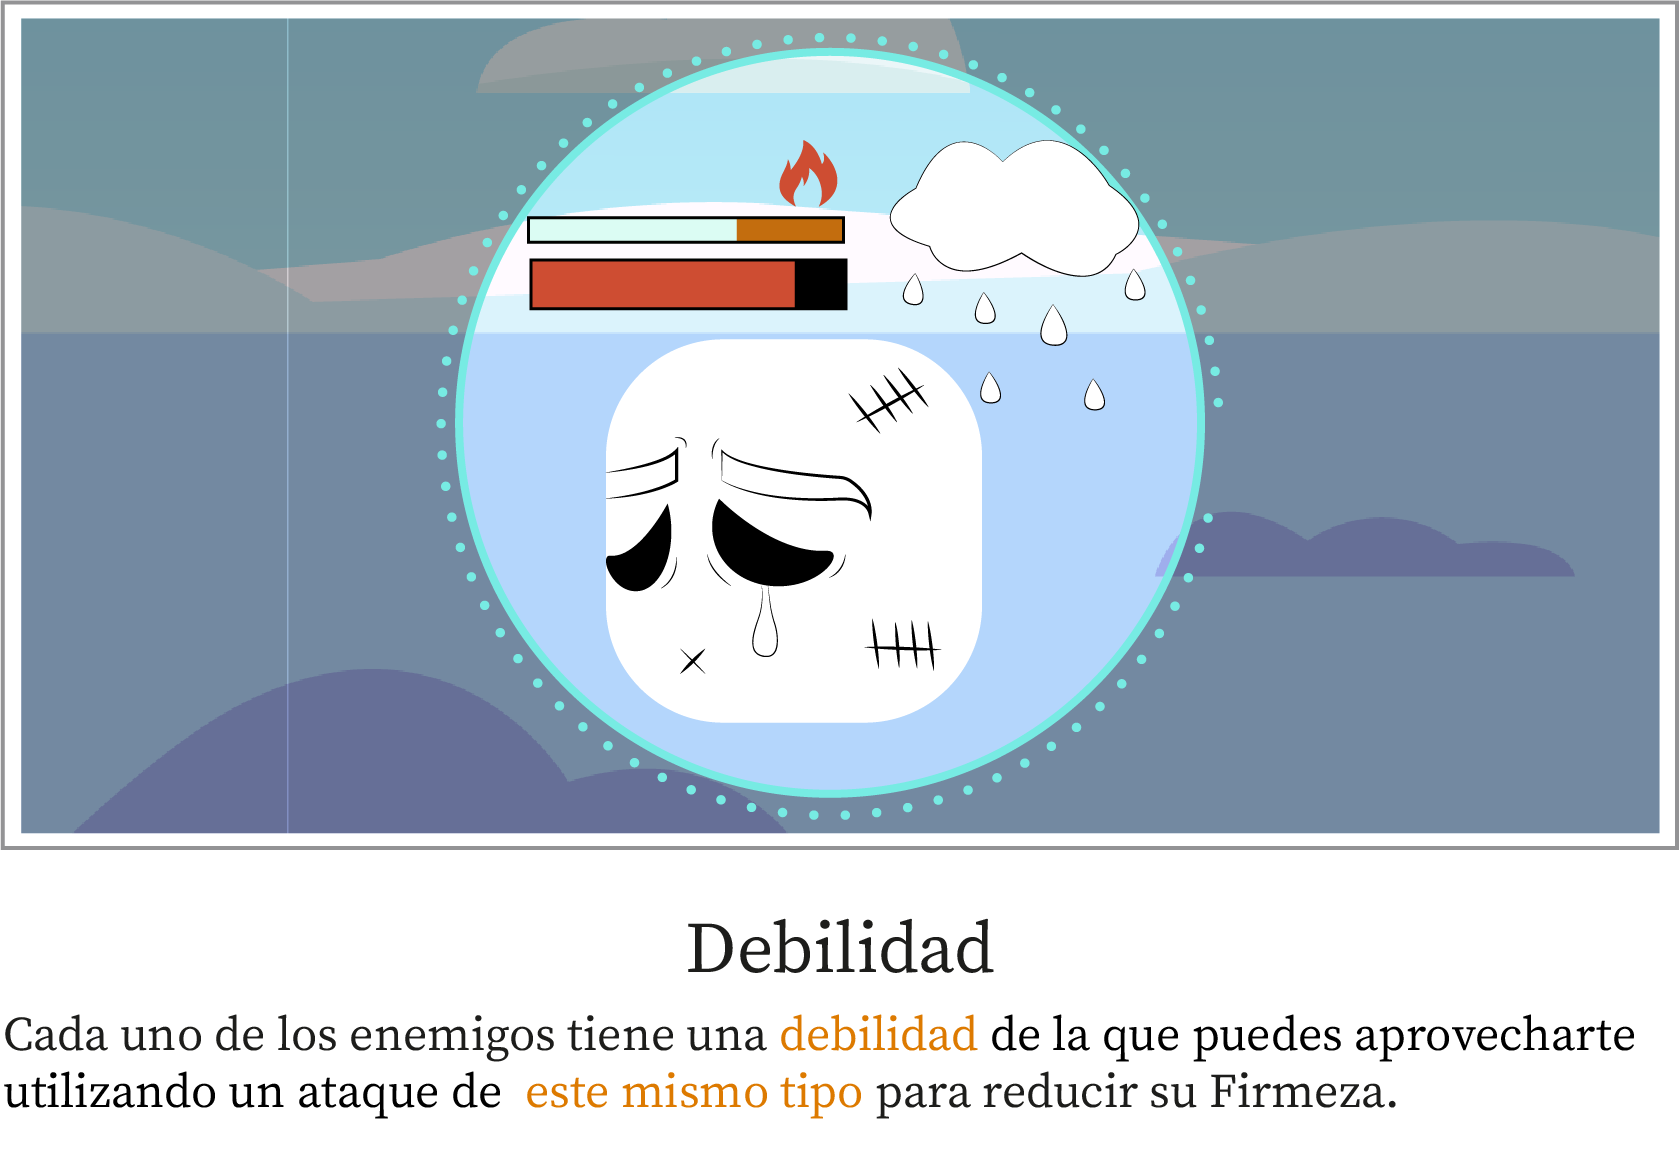 Debilidad
Cada uno de los enemigos tiene una debilidad de la que puedes aprovecharte
utilizando un ataque de este mismo tipo para reducir su Firmeza.